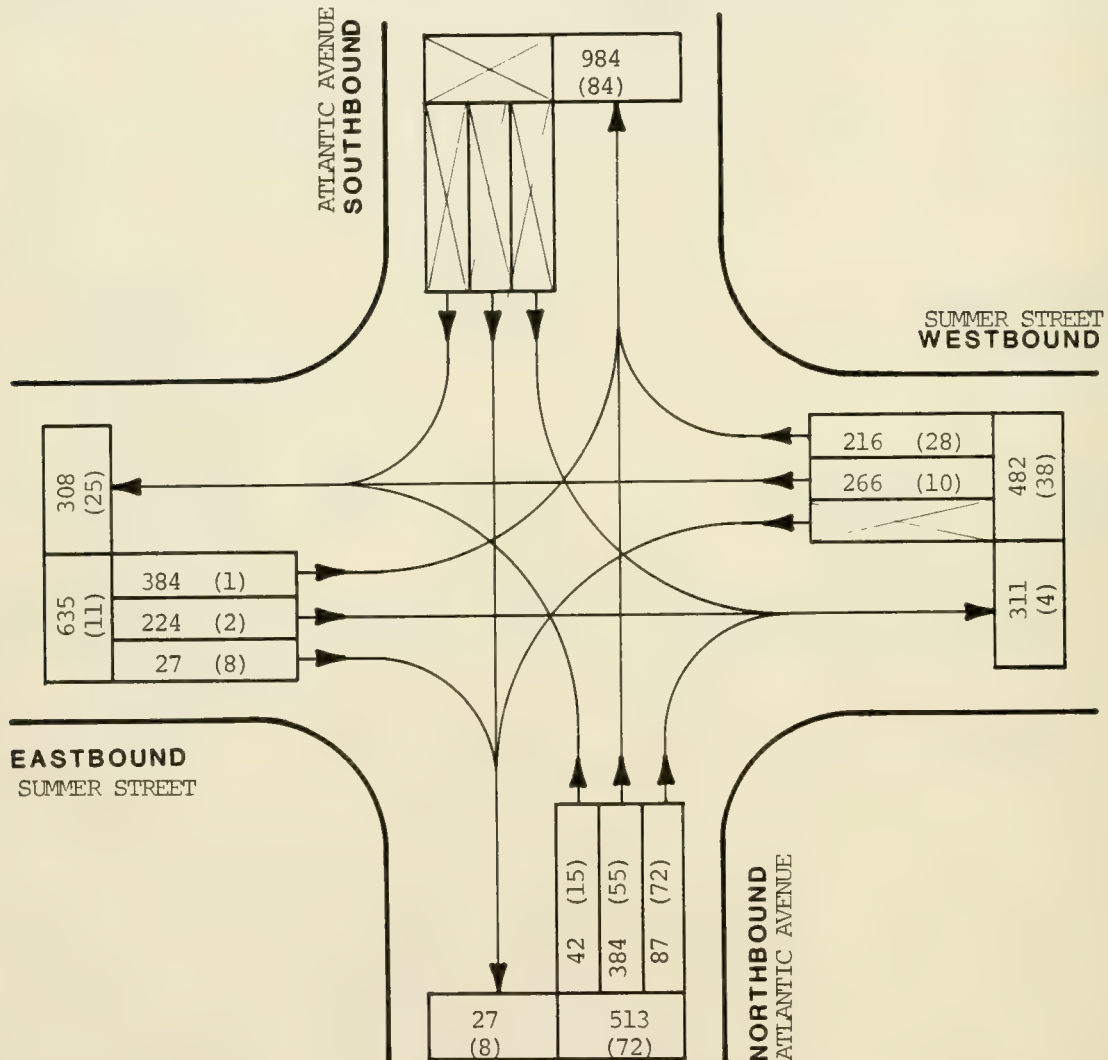 ATLANTIC AVENUE
SOUTHBOUND
984
(84)
SUMMER STREET
WESTBOUND
216 (28)
266 (10)
482
(38)
311
(4)
308
(25)
635
(11)
384 (1)
224 (2)
27 (8)
EASTBOUND
SUMMER STREET
42 (15)
384 (55)
87 (72)
27
(8)
513
(72)
NORTHBOUND
ATLANTIC AVENUE